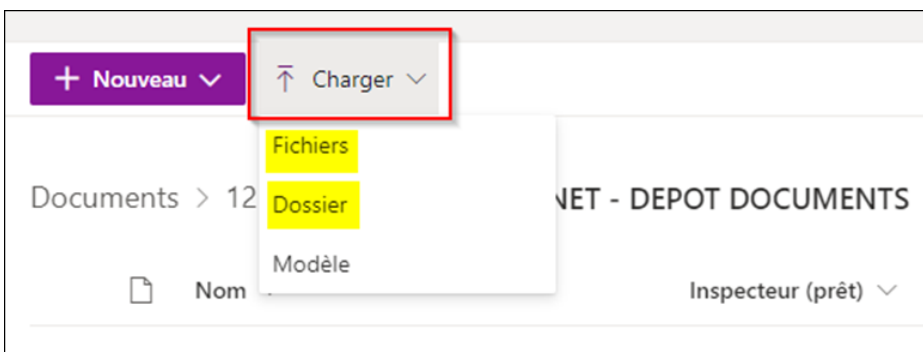 Nouveau
Charger
Fichiers
Dossier
Modèle
Documents > 12
NET - DEPOT DOCUMENTS
Nom
Inspecteur (prêt)